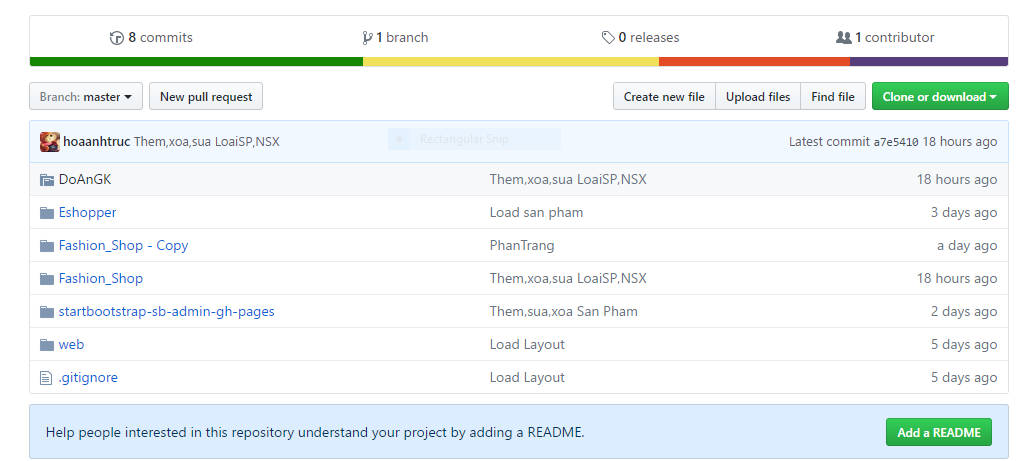 8 commits 1 branch 0 releases 1 contributor
Branch: master New pull request Create new file Upload files Find file Clone or download
hoaanhtruc Them,xoa,sua LoaiSP,NSX Rectangular Snip Latest commit a7e5410 18 hours ago
DoAnGK Them,xoa,sua LoaiSP,NSX 18 hours ago
Eshopper Load san pham 3 days ago
Fashion_Shop - Copy PhanTrang a day ago
Fashion_Shop Them,xoa,sua LoaiSP,NSX 18 hours ago
startbootstrap-sb-admin-gh-pages Them,sua,xoa San Pham 2 days ago
web Load Layout 5 days ago
.gitignore Load Layout 5 days ago
Help people interested in this repository understand your project by adding a README. Add a README